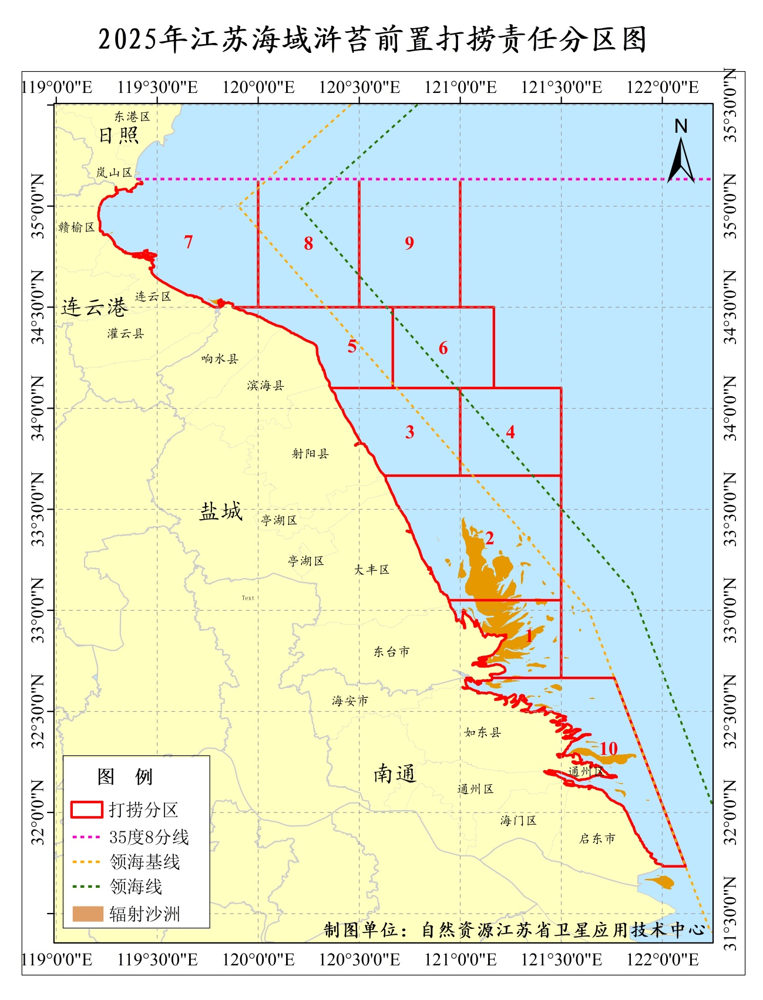 2025年江苏海域浒苔前置打捞责任分区图
119°0'0"E 119°30'0"E 120°0'0"E 120°30'0"E 121°0'0"E 121°30'0"E 122°0'0"E
35°30'0"N
东港区
日照
N
岚山区
35°0'0"N
35°0'0"N
赣榆区
7
8
9
连云区
连云港
34°30'0"N
34°30'0"N
灌云县
5
6
响水县
滨海县
34°0'0"N
34°0'0"N
3
4
射阳县
盐城
33°30'0"N
33°30'0"N
亭湖区
2
亭湖区
大丰区
Text
33°0'0"N
33°0'0"N
1
东台市
海安市
32°30'0"N
32°30'0"N
如东县
10
南通
通州区
通州区
海门区
启东市
32°0'0"N
32°0'0"N
图 例
打捞分区
35度8分线
领海基线
领海线
辐射沙洲
31°30'0"N
制图单位：自然资源江苏省卫星应用技术中心
119°0'0"E 119°30'0"E 120°0'0"E 120°30'0"E 121°0'0"E 121°30'0"E 122°0'0"E